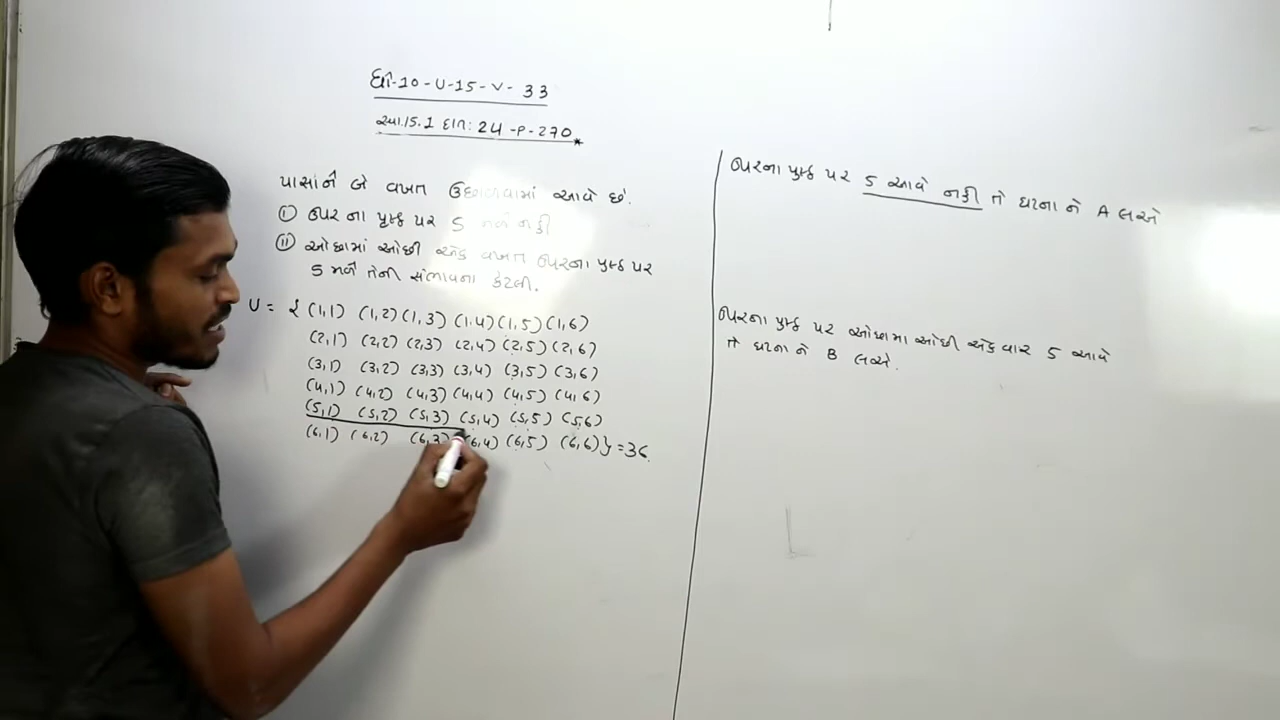 ધો-10-U-15-V-33
સ્વા.15.1 દાખ: 24-P-270
પાસાંને બે વખત ઉછાળવામાં આવે છે.
① ઉપર ના પૃષ્ઠ પર 5 મળે નહી
② ઓછામાં ઓછી એક વખત ઉપરના પૃષ્ઠ પર
5 મળે તેની સંભાવના કેટલી.
U = { (1,1) (1,2) (1,3) (1,4) (1,5) (1,6)
(2,1) (2,2) (2,3) (2,4) (2,5) (2,6)
(3,1) (3,2) (3,3) (3,4) (3,5) (3,6)
(4,1) (4,2) (4,3) (4,4) (4,5) (4,6)
(5,1) (5,2) (5,3) (5,4) (5,5) (5,6)
(6,1) (6,2) (6,3) (6,4) (6,5) (6,6) } = 36
ઉપરના પૃષ્ઠ પર 5 આવે નહી તે ઘટના ને A લએ
ઉપરના પૃષ્ઠ પર ઓછામા ઓછી એક વાર 5 આવે
તે ઘટના ને B લએ.